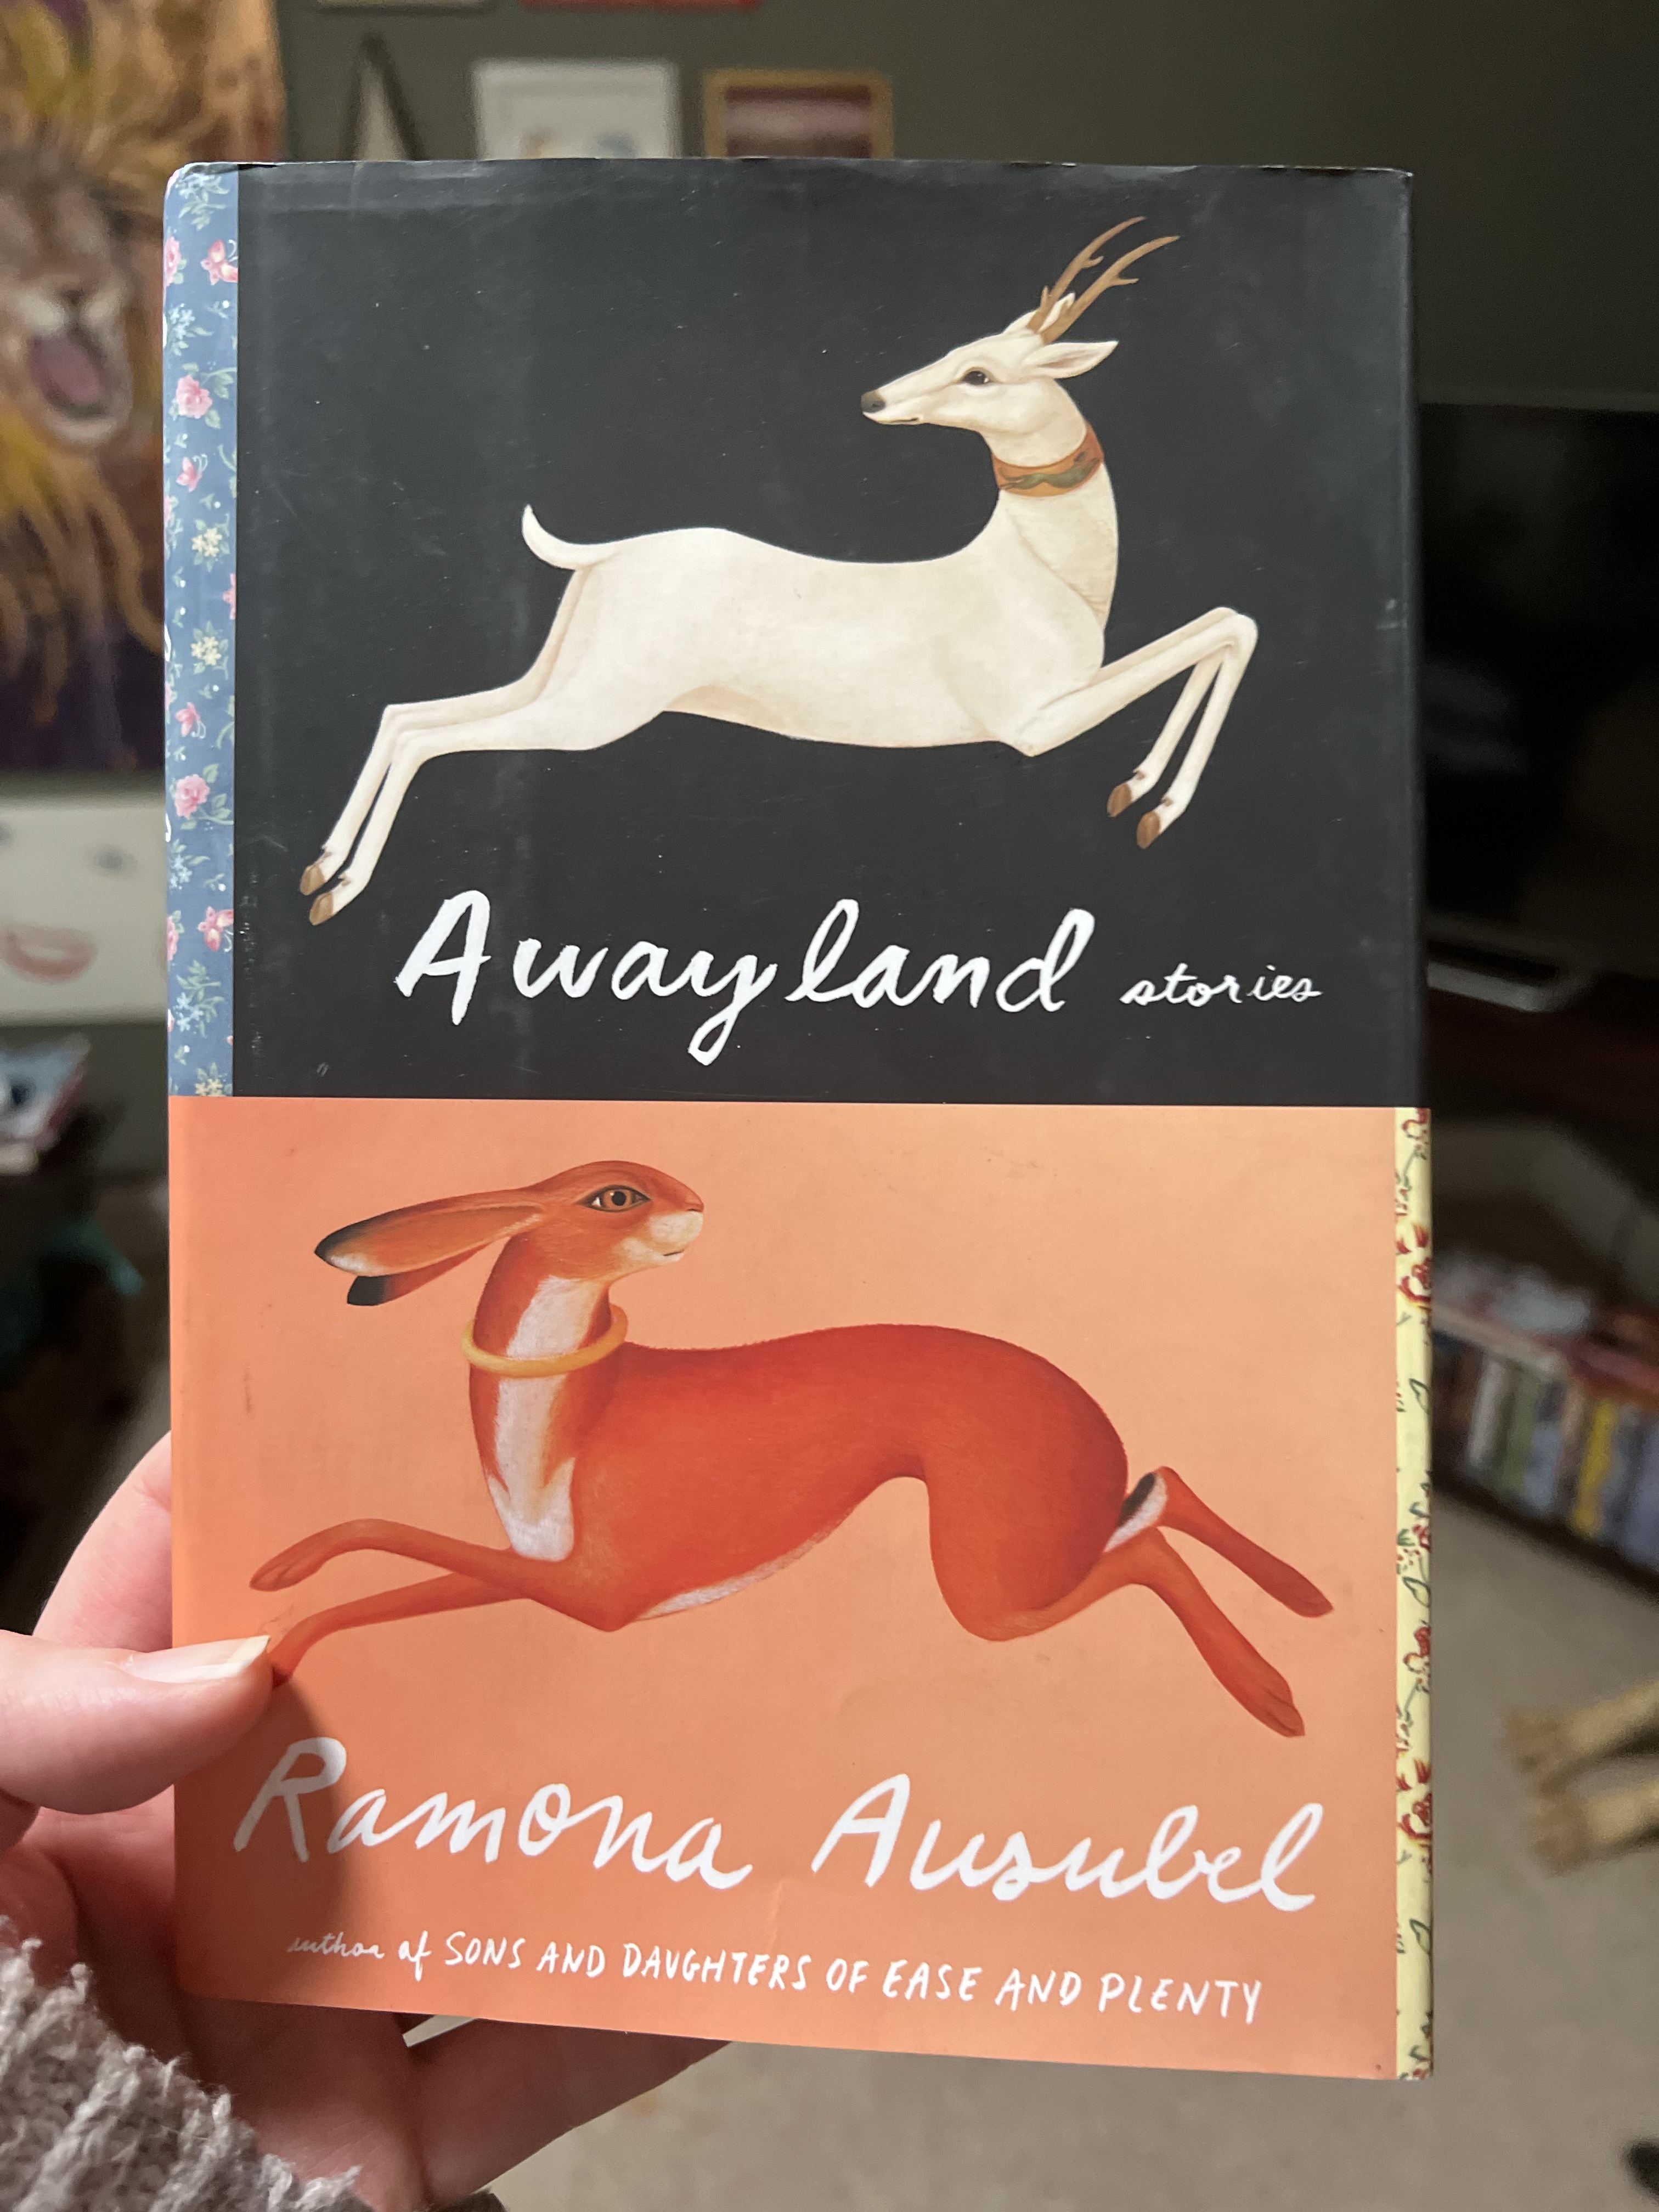 Awayland stories
Ramona Ausubel
author of SONS AND DAUGHTERS OF EASE AND PLENTY